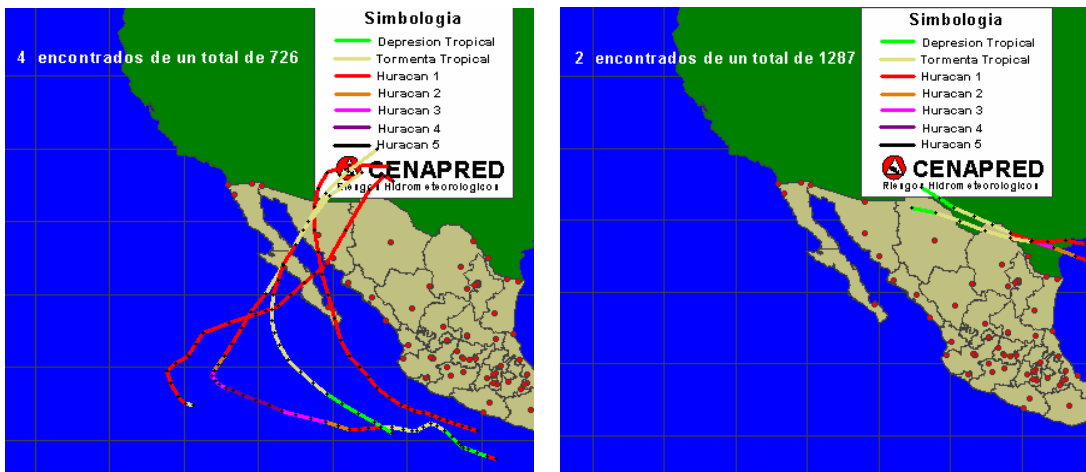 Simbologia
4 encontrados de un total de 726
Depresion Tropical
Tormenta Tropical
Huracan 1
Huracan 2
Huracan 3
Huracan 4
Huracan 5
CENAPRED
Riesgos Hidrometeorologicos
Simbologia
2 encontrados de un total de 1287
Depresion Tropical
Tormenta Tropical
Huracan 1
Huracan 2
Huracan 3
Huracan 4
Huracan 5
CENAPRED
Riesgos Hidrometeorologicos